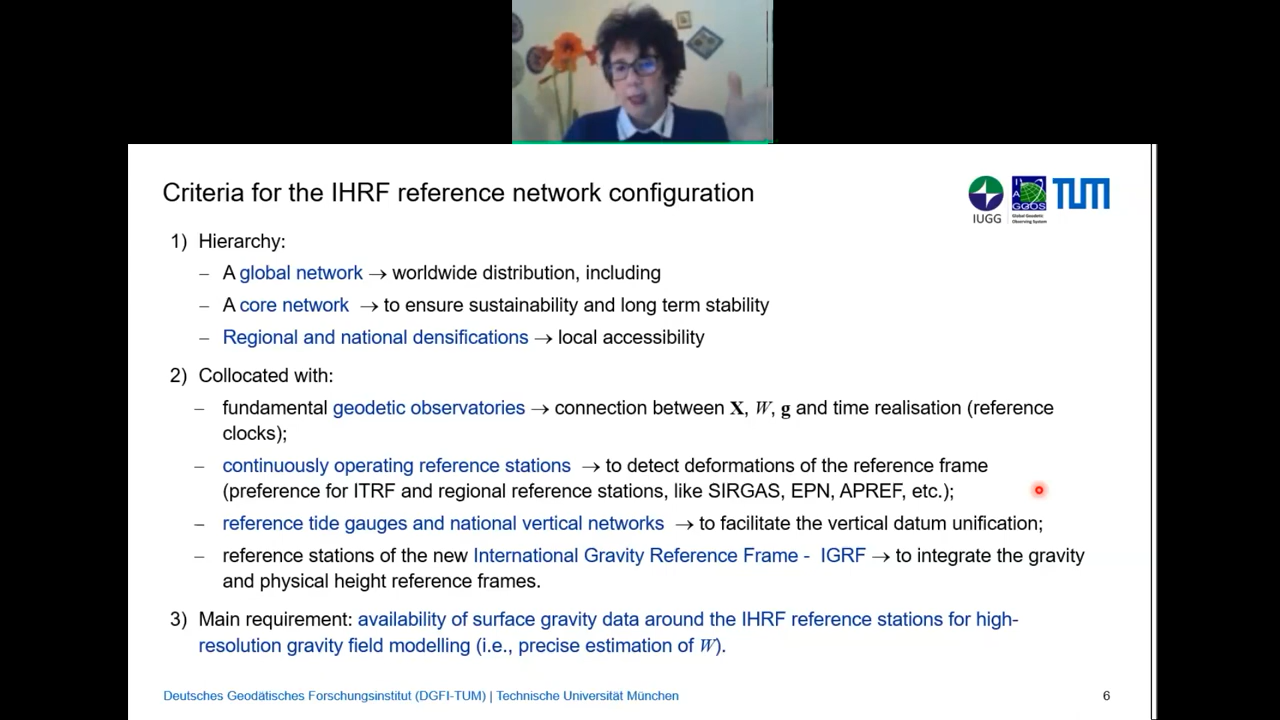 Criteria for the IHRF reference network configuration
IUGG
GGOS
Global Geodetic
Observing System
TUM
1) Hierarchy:
– A global network → worldwide distribution, including
– A core network → to ensure sustainability and long term stability
– Regional and national densifications → local accessibility
2) Collocated with:
– fundamental geodetic observatories → connection between X, W, g and time realisation (reference
clocks);
– continuously operating reference stations → to detect deformations of the reference frame
(preference for ITRF and regional reference stations, like SIRGAS, EPN, APREF, etc.);
– reference tide gauges and national vertical networks → to facilitate the vertical datum unification;
– reference stations of the new International Gravity Reference Frame - IGRF → to integrate the gravity
and physical height reference frames.
3) Main requirement: availability of surface gravity data around the IHRF reference stations for high-
resolution gravity field modelling (i.e., precise estimation of W).
Deutsches Geodätisches Forschungsinstitut (DGFI-TUM) | Technische Universität München
6